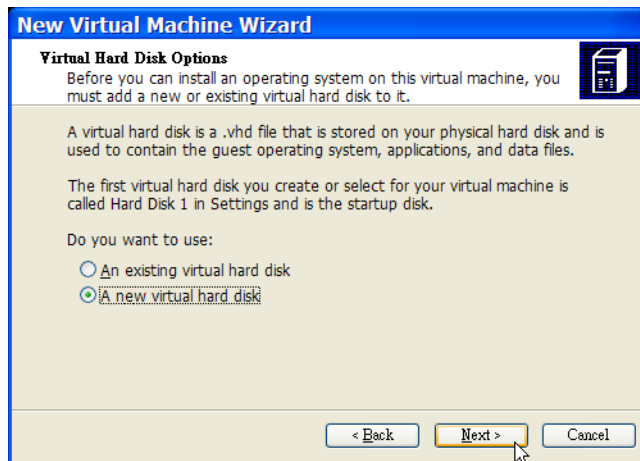 New Virtual Machine Wizard
Virtual Hard Disk Options
Before you can install an operating system on this virtual machine, you
must add a new or existing virtual hard disk to it.
A virtual hard disk is a .vhd file that is stored on your physical hard disk and is
used to contain the guest operating system, applications, and data files.
The first virtual hard disk you create or select for your virtual machine is
called Hard Disk 1 in Settings and is the startup disk.
Do you want to use:
An existing virtual hard disk
A new virtual hard disk
< Back
Next >
Cancel